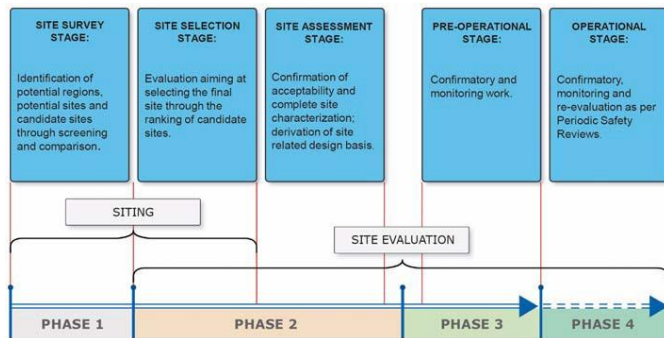 SITE SURVEY
STAGE:
Identification of
potential regions,
potential sites and
candidate sites
through screening
and comparison.
SITE SELECTION
STAGE:
Evaluation aiming at
selecting the final
site through the
ranking of candidate
sites.
SITE ASSESSMENT
STAGE:
Confirmation of
acceptability and
complete site
characterization;
derivation of site
related design basis.
PRE-OPERATIONAL
STAGE:
Confirmatory and
monitoring work.
OPERATIONAL
STAGE:
Confirmatory,
monitoring and
re-evaluation as per
Periodic Safety
Reviews.
SITING
SITE EVALUATION
PHASE 1
PHASE 2
PHASE 3
PHASE 4